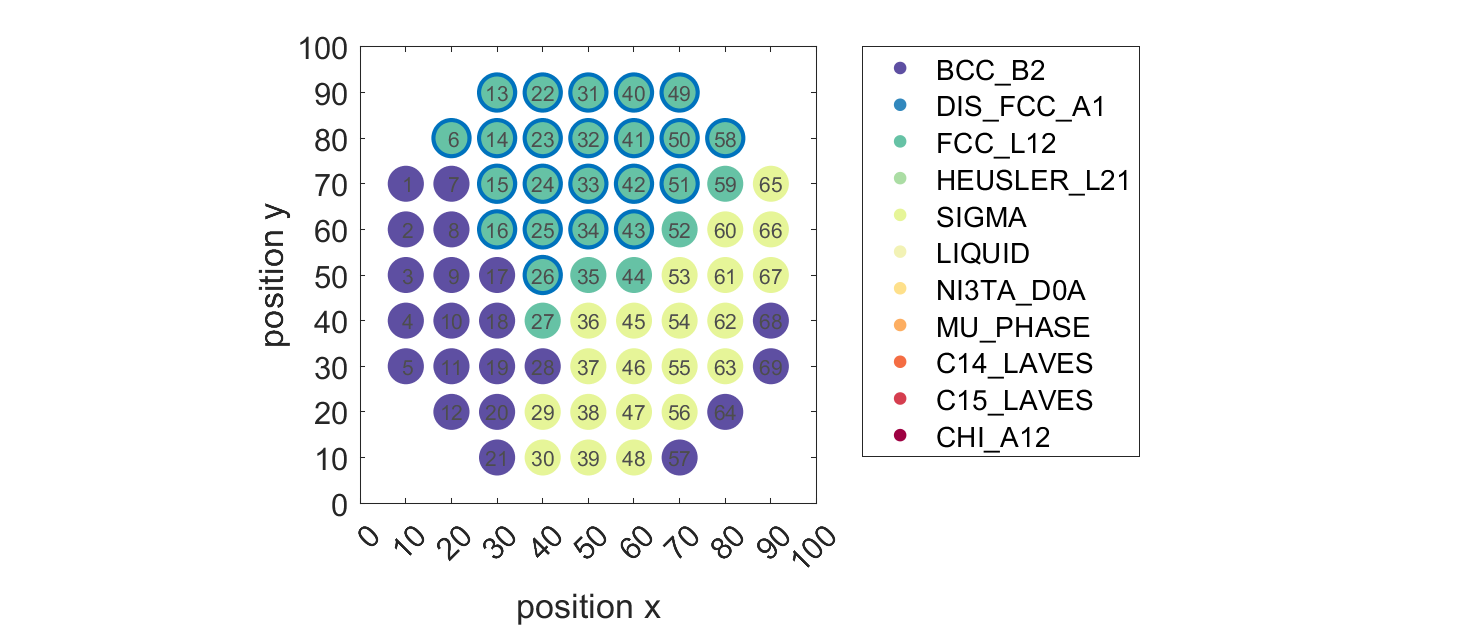 100
90
80
70
60
50
40
30
20
10
0
position y
13 22 31 40 49
6 14 23 32 41 50 58
1 7 15 24 33 42 51 59 65
2 8 16 25 34 43 52 60 66
3 9 17 26 35 44 53 61 67
4 10 18 27 36 45 54 62 68
5 11 19 28 37 46 55 63 69
12 20 29 38 47 56 64
21 30 39 48 57
0 10 20 30 40 50 60 70 80 90 100
position x
BCC_B2
DIS_FCC_A1
FCC_L12
HEUSLER_L21
SIGMA
LIQUID
NI3TA_D0A
MU_PHASE
C14_LAVES
C15_LAVES
CHI_A12